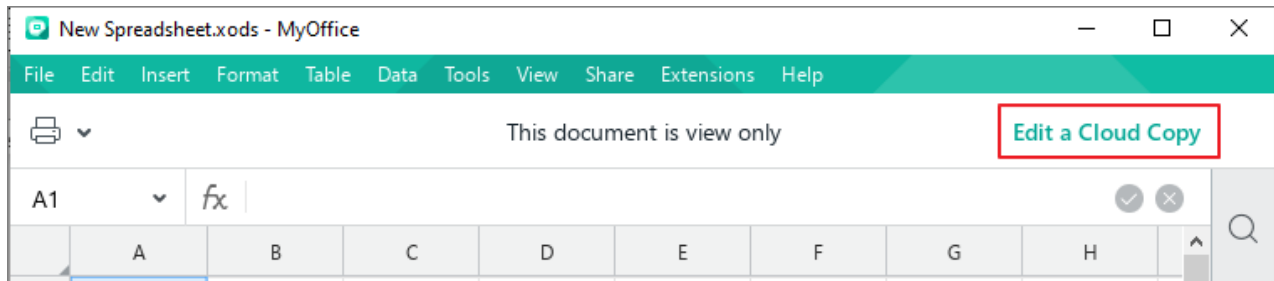 New Spreadsheet.xods - MyOffice
File Edit Insert Format Table Data Tools View Share Extensions Help
This document is view only Edit a Cloud Copy
A1 fx
A B C D E F G H